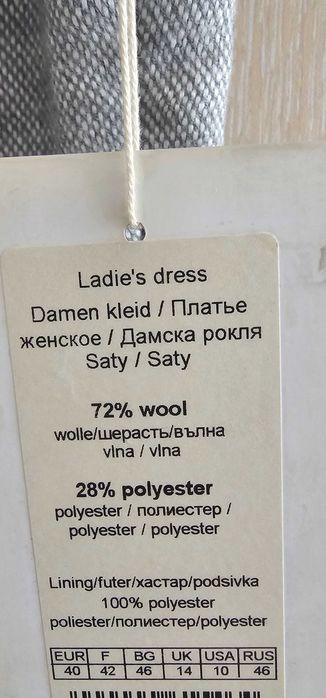 Ladie's dress
Damen kleid / Платье
женское / Дамска рокля
Saty / Saty
72% wool
wolle/шерасть/вълна
vlna / vlna
28% polyester
polyester / полиестер /
polyester / polyester
Lining/futer/хастар/podsivka
100% polyester
poliester/полиестер/polyester
EUR F BG UK USA RUS
40 42 46 14 10 46